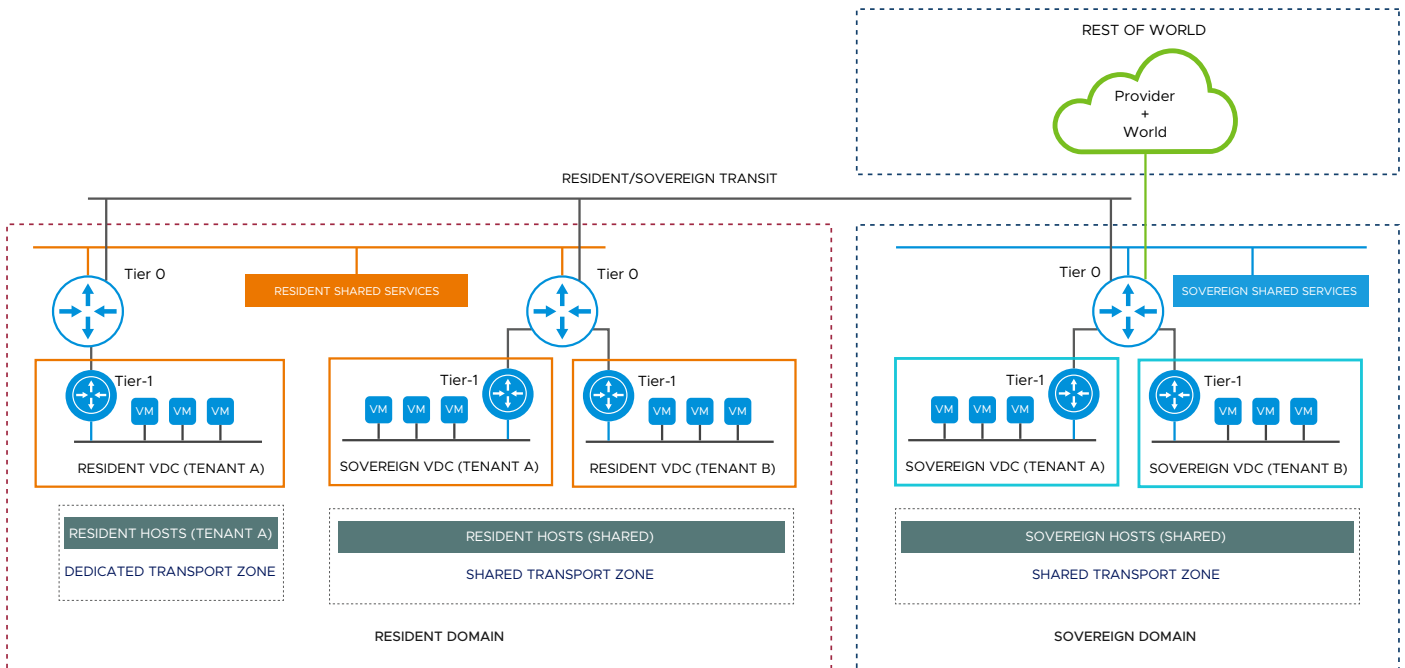 REST OF WORLD
Provider
+
World
RESIDENT/SOVEREIGN TRANSIT
Tier 0
RESIDENT SHARED SERVICES
Tier 0
Tier 0
SOVEREIGN SHARED SERVICES
Tier-1
VM VM VM
RESIDENT VDC (TENANT A)
Tier-1
VM VM VM
SOVEREIGN VDC (TENANT A)
Tier-1
VM VM VM
RESIDENT VDC (TENANT B)
Tier-1
VM VM VM
SOVEREIGN VDC (TENANT A)
Tier-1
VM VM VM
SOVEREIGN VDC (TENANT B)
RESIDENT HOSTS (TENANT A)
DEDICATED TRANSPORT ZONE
RESIDENT HOSTS (SHARED)
SHARED TRANSPORT ZONE
SOVEREIGN HOSTS (SHARED)
SHARED TRANSPORT ZONE
RESIDENT DOMAIN
SOVEREIGN DOMAIN